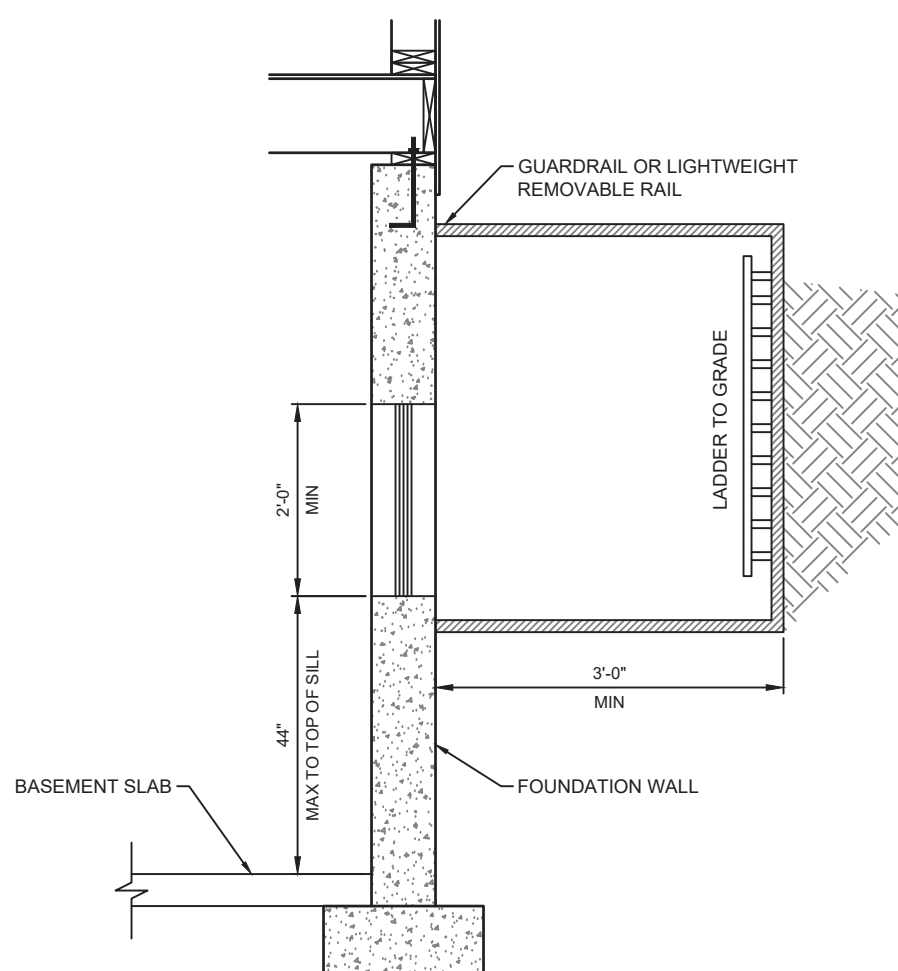 GUARDRAIL OR LIGHTWEIGHT
REMOVABLE RAIL
LADDER TO GRADE
2'-0"
MIN
44"
MAX TO TOP OF SILL
3'-0"
MIN
BASEMENT SLAB
FOUNDATION WALL